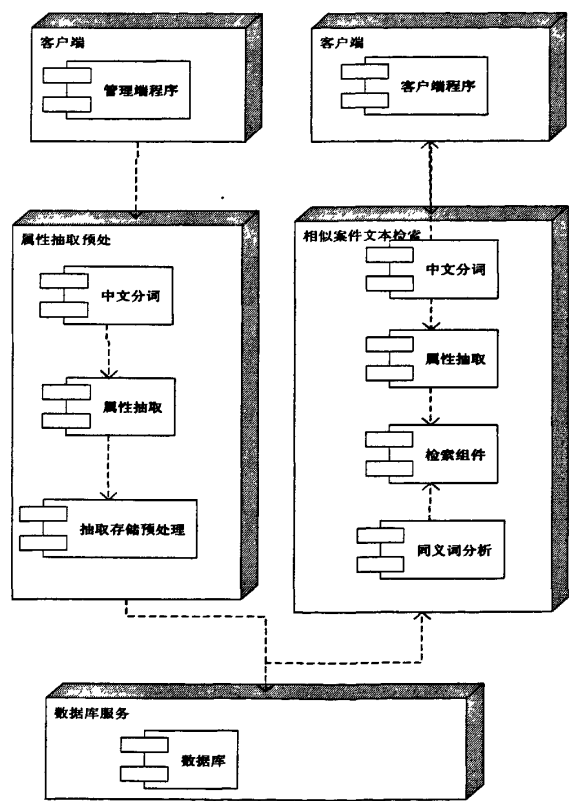 客户端
管理端程序
客户端
客户端程序
属性抽取预处
中文分词
属性抽取
抽取存储预处理
相似案件文本检索
中文分词
属性抽取
检索组件
同义词分析
数据库服务
数据库